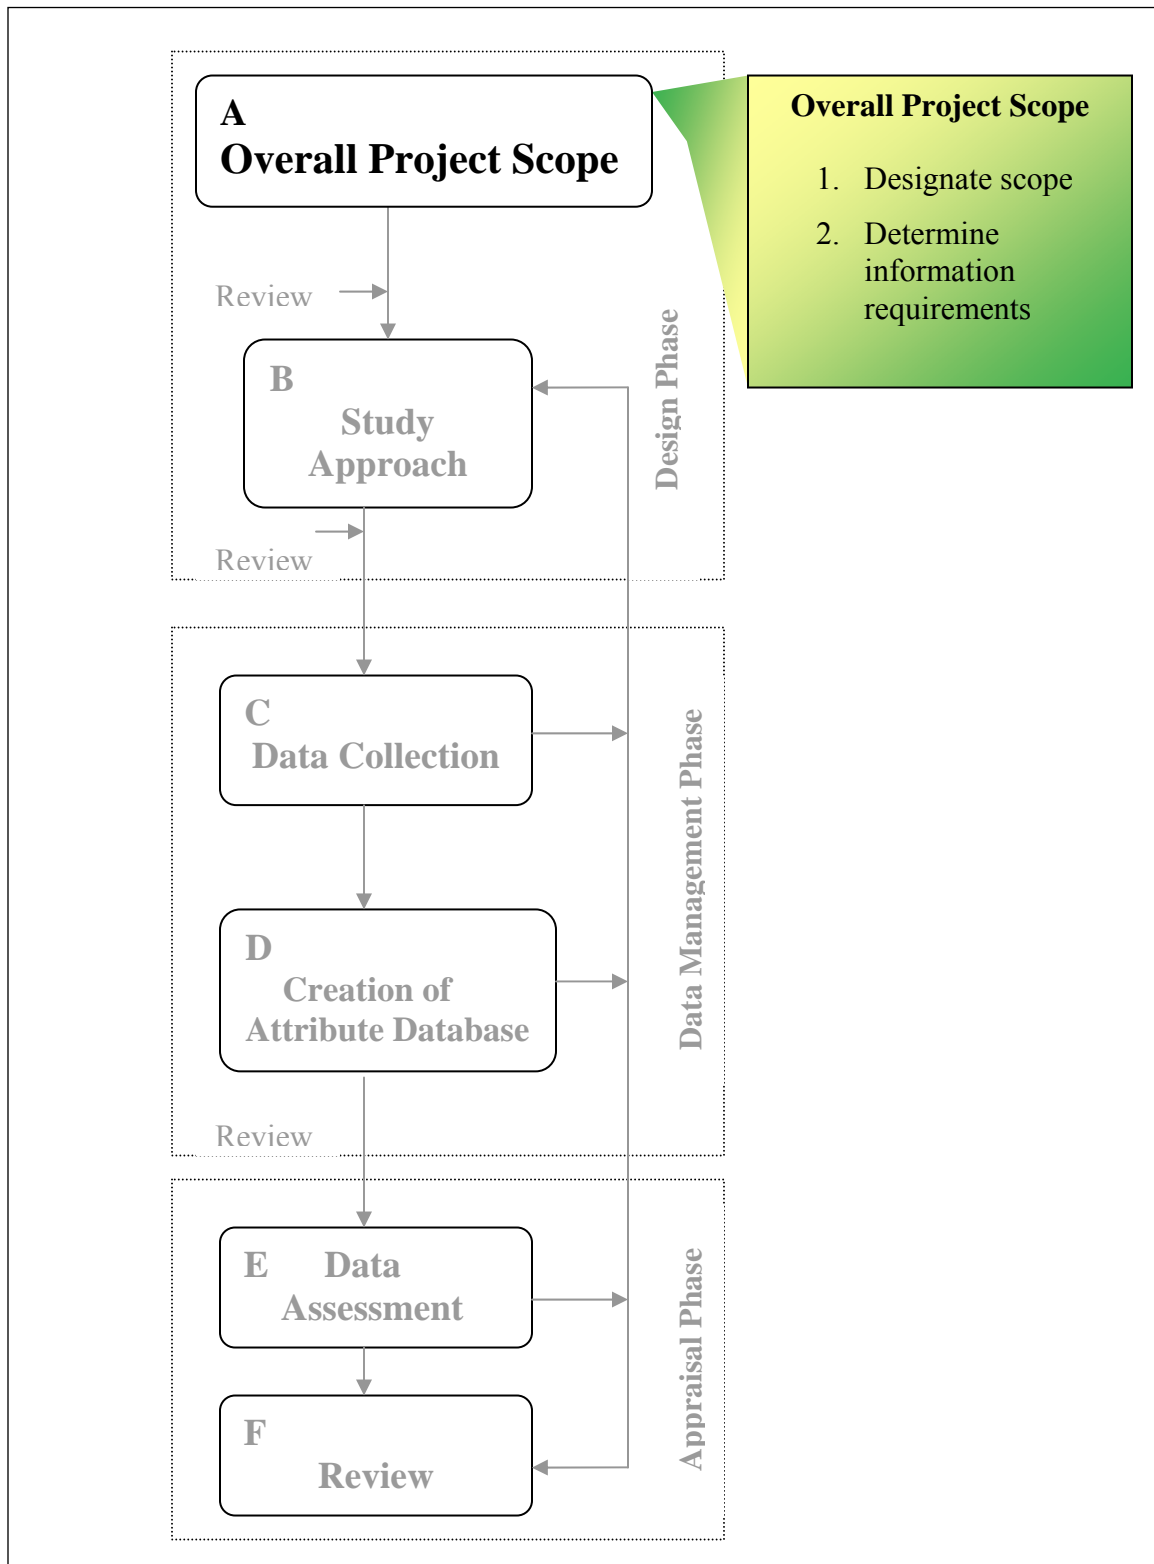 A
Overall Project Scope
Overall Project Scope
1. Designate scope
2. Determine
information
requirements
Review
B
Study
Approach
Design Phase
Review
C
Data Collection
D
Creation of
Attribute Database
Data Management Phase
Review
E Data
Assessment
F
Review
Appraisal Phase